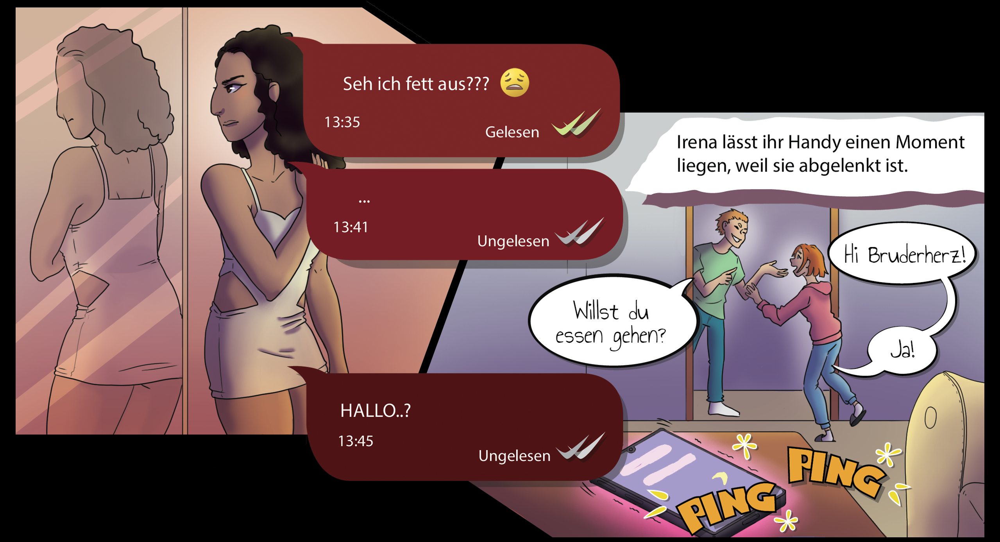 Seh ich fett aus??? 😩
13:35
Gelesen
...
13:41
Ungelesen
HALLO..?
13:45
Ungelesen
Irena lässt ihr Handy einen Moment
liegen, weil sie abgelenkt ist.
Hi Bruderherz!
Willst du
essen gehen?
Ja!
PING
PING